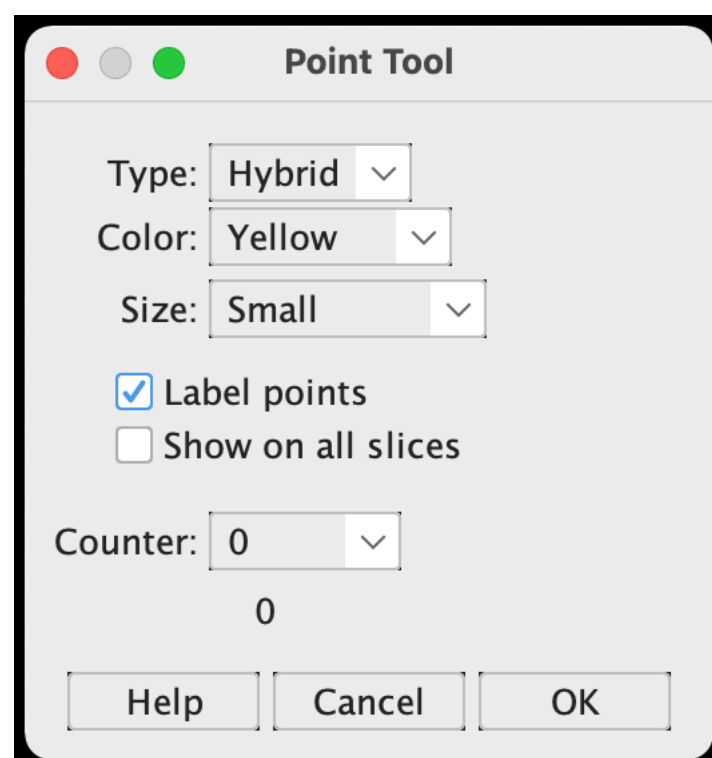 Point Tool
Type: Hybrid
Color: Yellow
Size: Small
Label points
Show on all slices
Counter: 0
0
Help Cancel OK